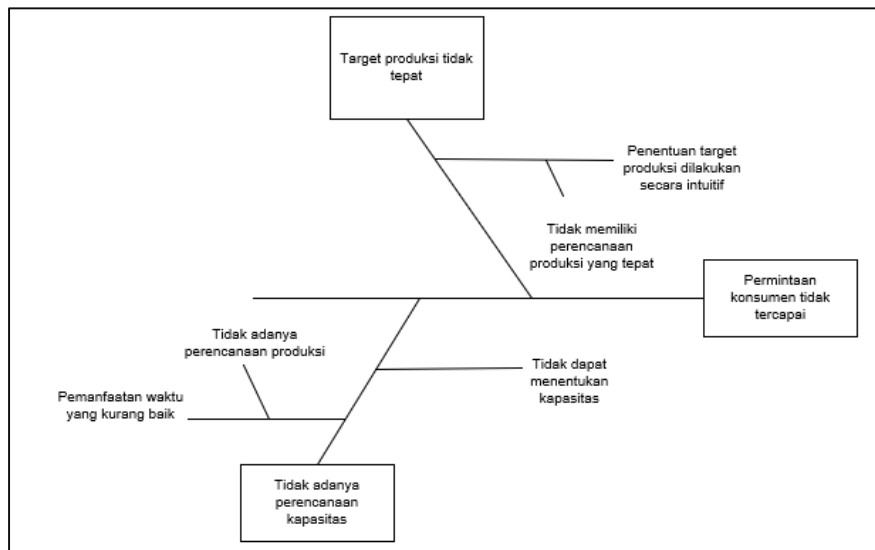 Target produksi tidak
tepat
Penentuan target
produksi dilakukan
secara intuitif
Tidak memiliki
perencanaan
produksi yang tepat
Permintaan
konsumen tidak
tercapai
Tidak adanya
perencanaan produksi
Tidak dapat
menentukan
kapasitas
Pemanfaatan waktu
yang kurang baik
Tidak adanya
perencanaan
kapasitas